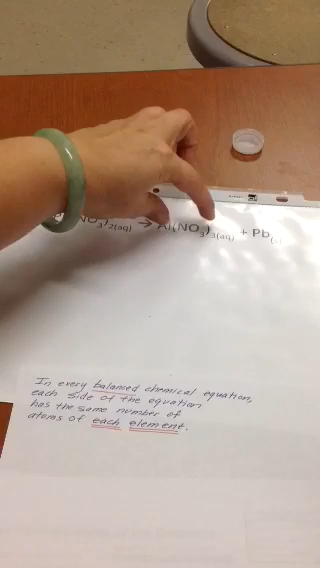 NO₃)₂(aq) → Al(NO₃)₃(aq) + Pb(s)
In every balanced chemical equation,
each side of the equation
has the same number of
atoms of each element.